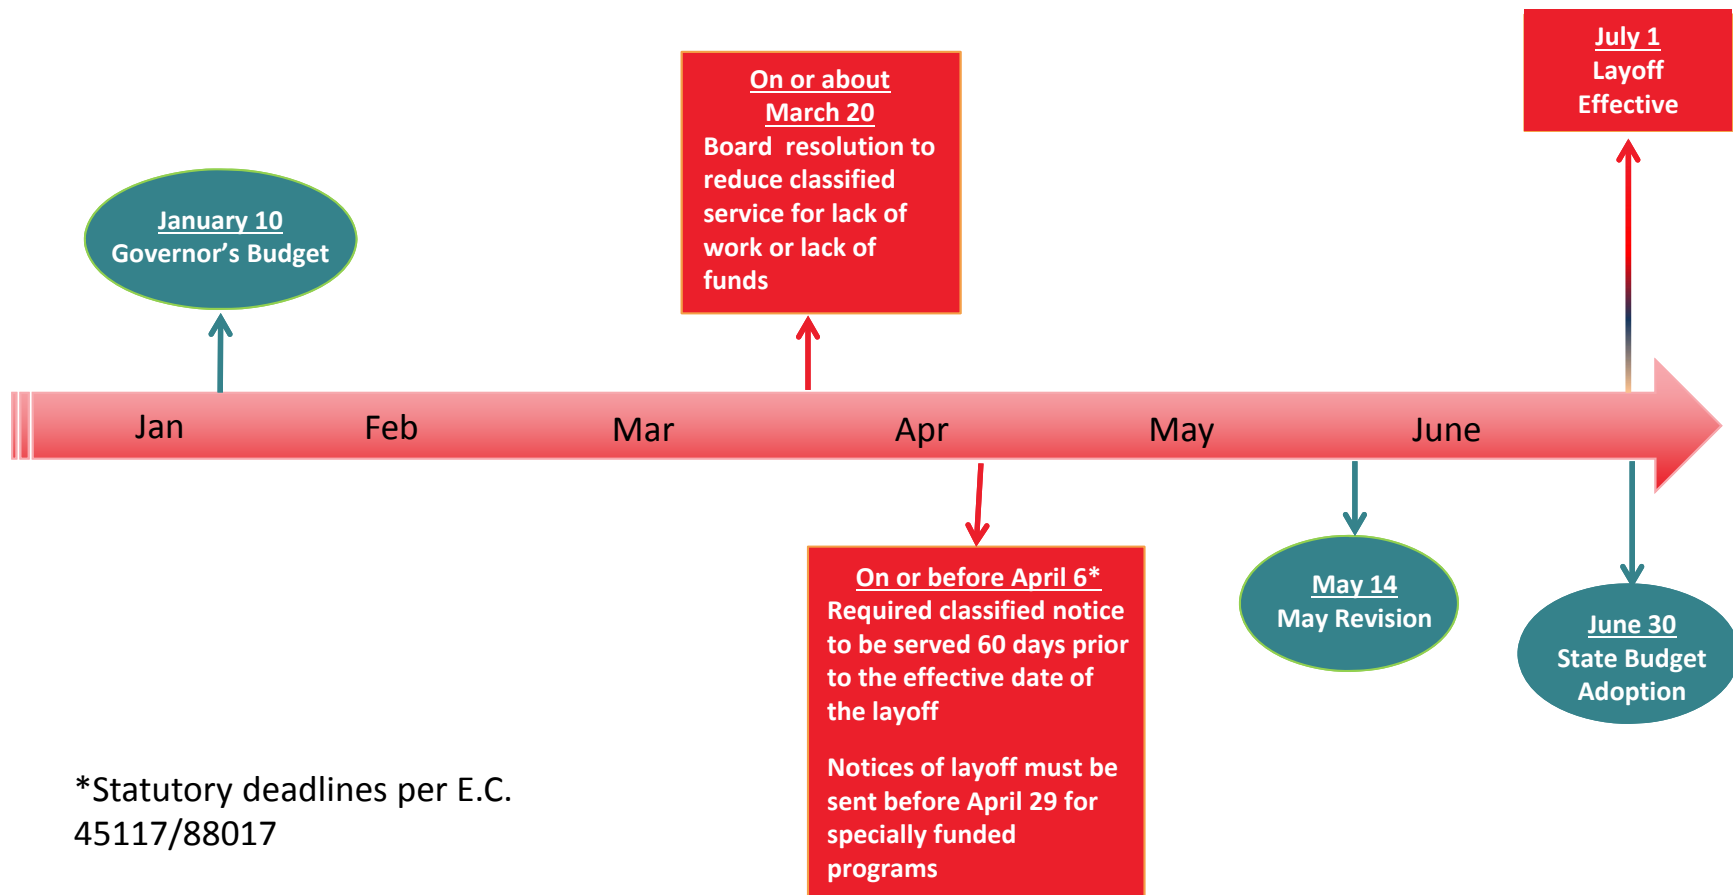 July 1
Layoff
Effective
On or about
March 20
Board  resolution to
reduce classified
service for lack of
work or lack of
funds
January 10
Governor’s Budget
Jan
Feb
Mar
Apr
May
June
On or before April 6*
Required classified notice
to be served 60 days prior
to the effective date of
the layoff
Notices of layoff must be
sent before April 29 for
specially funded
programs
May 14
May Revision
June 30
State Budget
Adoption
*Statutory deadlines per E.C.
45117/88017